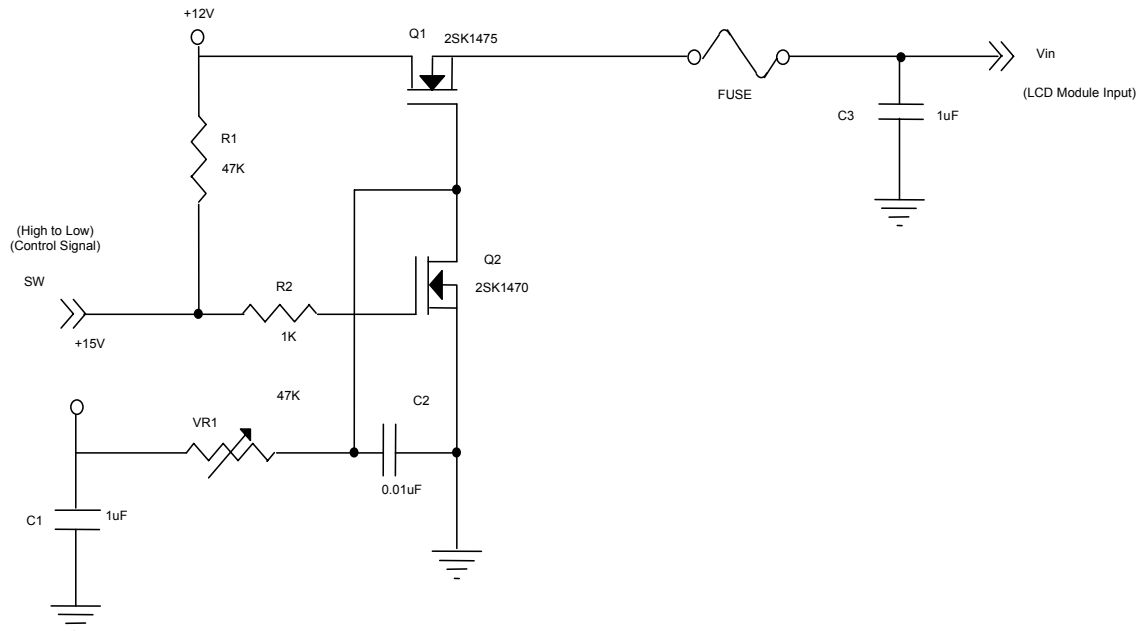 +12V
Q1
2SK1475
FUSE
Vin
(LCD Module Input)
C3
1uF
R1
47K
(High to Low)
(Control Signal)
SW
+15V
R2
1K
Q2
2SK1470
47K
VR1
C2
0.01uF
C1
1uF